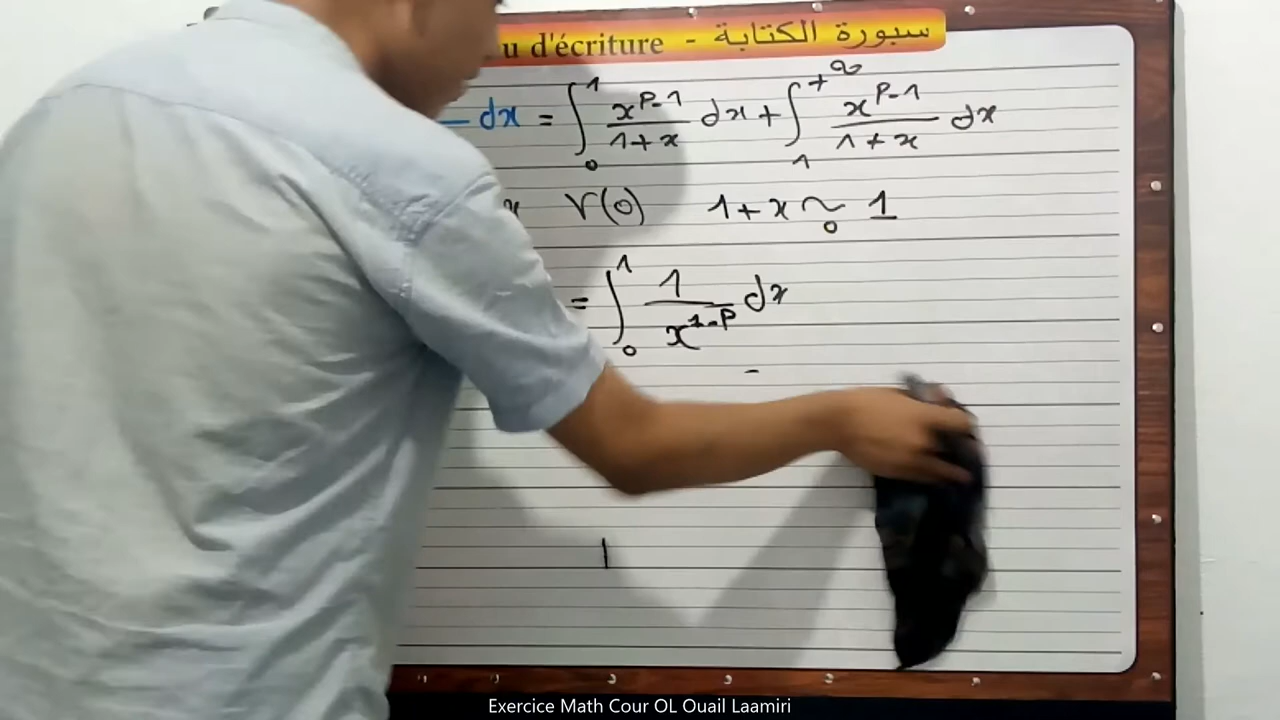 u d'écriture - سبورة الكتابة
— dx = ∫₀¹ x^(p-1)/(1+x) dx + ∫₁^(+∞) x^(p-1)/(1+x) dx
x V(0) 1+x ~₀ 1
= ∫₀¹ 1/x^(1-p) dx
Exercice Math Cour OL Ouail Laamiri